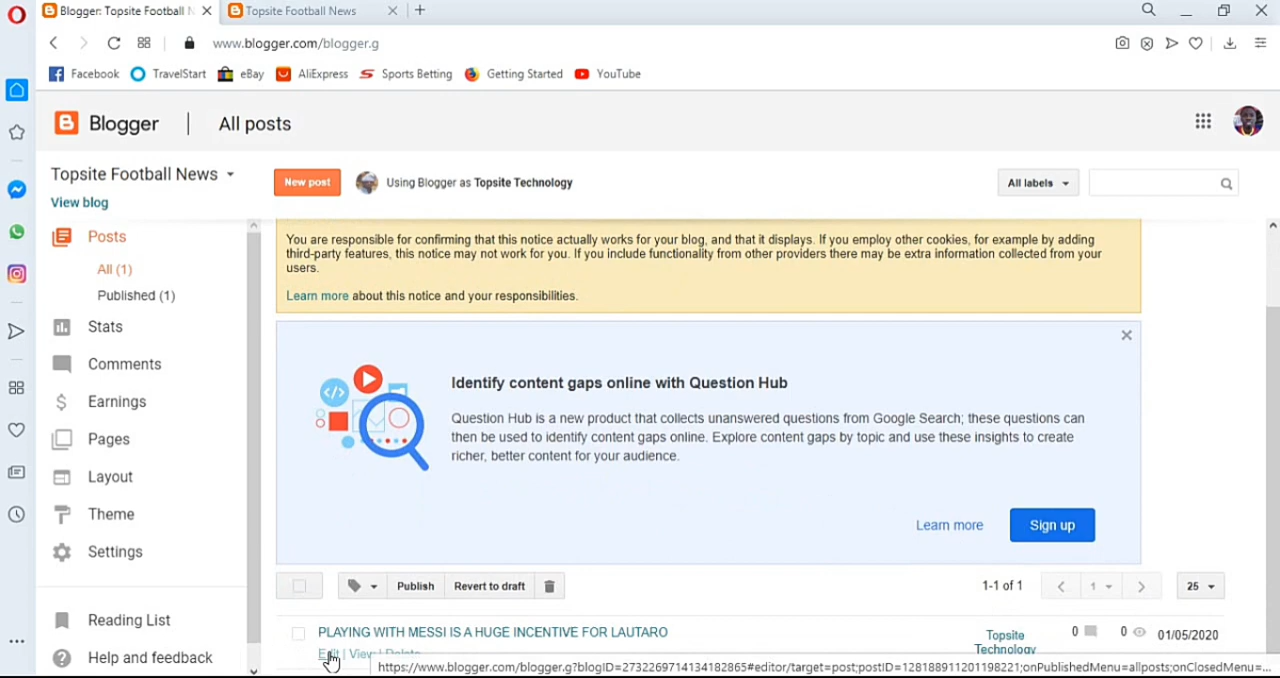 Blogger: Topsite Football N
Topsite Football News
www.blogger.com/blogger.g
Facebook TravelStart eBay AliExpress Sports Betting Getting Started YouTube
Blogger | All posts
Topsite Football News
New post
Using Blogger as Topsite Technology
All labels
View blog
Posts
All (1)
Published (1)
Stats
Comments
Earnings
Pages
Layout
Theme
Settings
Reading List
Help and feedback
You are responsible for confirming that this notice actually works for your blog, and that it displays. If you employ other cookies, for example by adding
third-party features, this notice may not work for you. If you include functionality from other providers there may be extra information collected from your
users.
Learn more about this notice and your responsibilities.
Identify content gaps online with Question Hub
Question Hub is a new product that collects unanswered questions from Google Search; these questions can
then be used to identify content gaps online. Explore content gaps by topic and use these insights to create
richer, better content for your audience.
Learn more Sign up
Publish Revert to draft 1-1 of 1 1 25
PLAYING WITH MESSI IS A HUGE INCENTIVE FOR LAUTARO
Topsite
Technology
0 0 01/05/2020
Edit | View | Delete
https://www.blogger.com/blogger.g?blogID=2732269714134182865#editor/target=post;postID=128188911201198221;onPublishedMenu=allposts;onClosedMenu=...